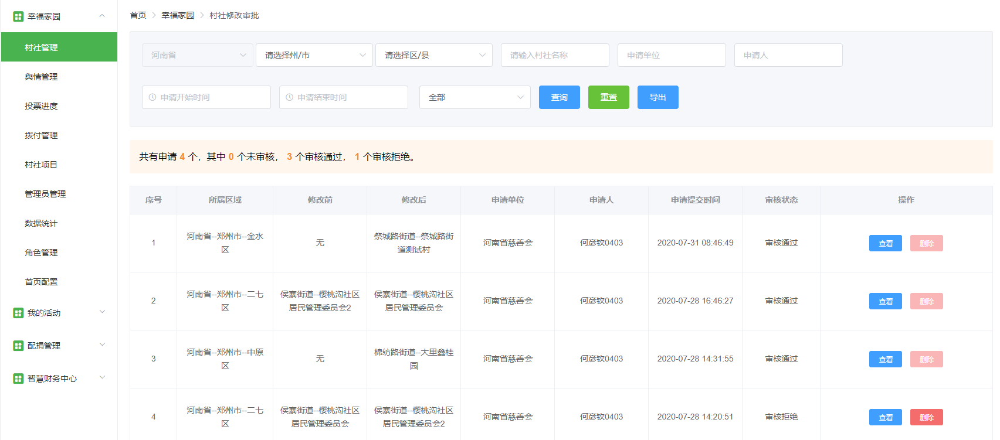 幸福家园
村社管理
舆情管理
投票进度
拨付管理
村社项目
管理员管理
数据统计
角色管理
首页配置
我的活动
配捐管理
智慧财务中心
首页 > 幸福家园 > 村社修改审批
河南省 请选择州/市 请选择区/县 请输入村社名称 申请单位 申请人
申请开始时间 申请结束时间 全部 查询 重置 导出
共有申请 4 个，其中 0 个未审核， 3 个审核通过， 1 个审核拒绝。
序号 所属区域 修改前 修改后 申请单位 申请人 申请提交时间 审核状态 操作
1 河南省--郑州市--金水区 无 祭城路街道--祭城路街道测试村 河南省慈善会 何彦钦0403 2020-07-31 08:46:49 审核通过 查看 删除
2 河南省--郑州市--二七区 侯寨街道--樱桃沟社区居民管理委员会2 侯寨街道--樱桃沟社区居民管理委员会 河南省慈善会 何彦钦0403 2020-07-28 16:46:27 审核通过 查看 删除
3 河南省--郑州市--中原区 无 棉纺路街道--大里鑫桂园 河南省慈善会 何彦钦0403 2020-07-28 14:31:55 审核通过 查看 删除
4 河南省--郑州市--二七区 侯寨街道--樱桃沟社区居民管理委员会 侯寨街道--樱桃沟社区居民管理委员会2 河南省慈善会 何彦钦0403 2020-07-28 14:20:51 审核拒绝 查看 删除